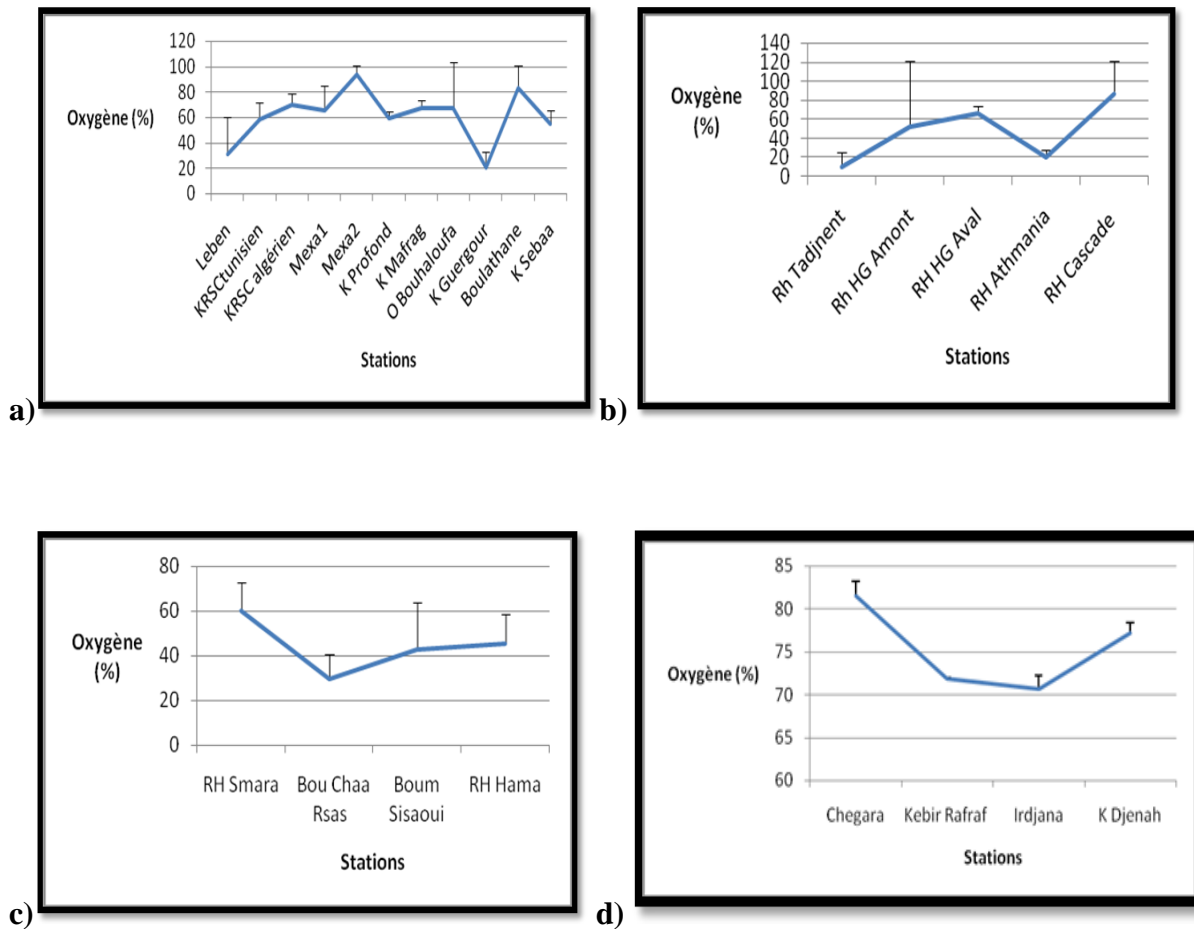 120
100
80
60
40
20
0
Oxygène (%)
Leben
KRSCtunisien
KRSC algérien
Mexa1
Mexa2
K Profond
K Mafrag
O Bouhaloufa
K Guergour
Boulathane
K Sebaa
Stations
a)
140
120
100
80
60
40
20
0
Oxygène
(%)
Rh Tadjnent
Rh HG Amont
RH HG Aval
RH Athmania
RH Cascade
Stations
b)
80
60
40
20
0
Oxygène
(%)
RH Smara
Bou Chaa
Rsas
Boum
Sisaoui
RH Hama
Stations
c)
85
80
75
70
65
60
Oxygène (%)
Chegara
Kebir Rafraf
Irdjana
K Djenah
Stations
d)